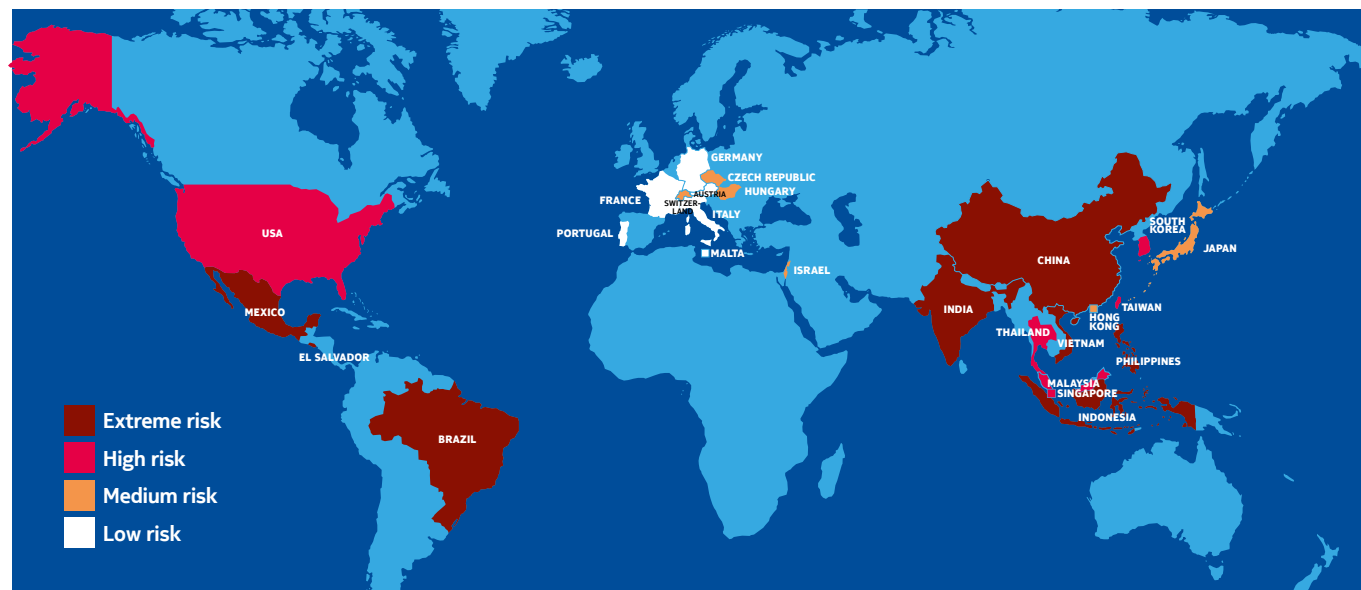 GERMANY
CZECH REPUBLIC
HUNGARY
AUSTRIA
FRANCE
SWITZER-
LAND
ITALY
PORTUGAL
MALTA
ISRAEL
USA
MEXICO
EL SALVADOR
BRAZIL
SOUTH
KOREA
JAPAN
CHINA
INDIA
TAIWAN
HONG
KONG
THAILAND
VIETNAM
PHILIPPINES
MALAYSIA
SINGAPORE
INDONESIA
Extreme risk
High risk
Medium risk
Low risk